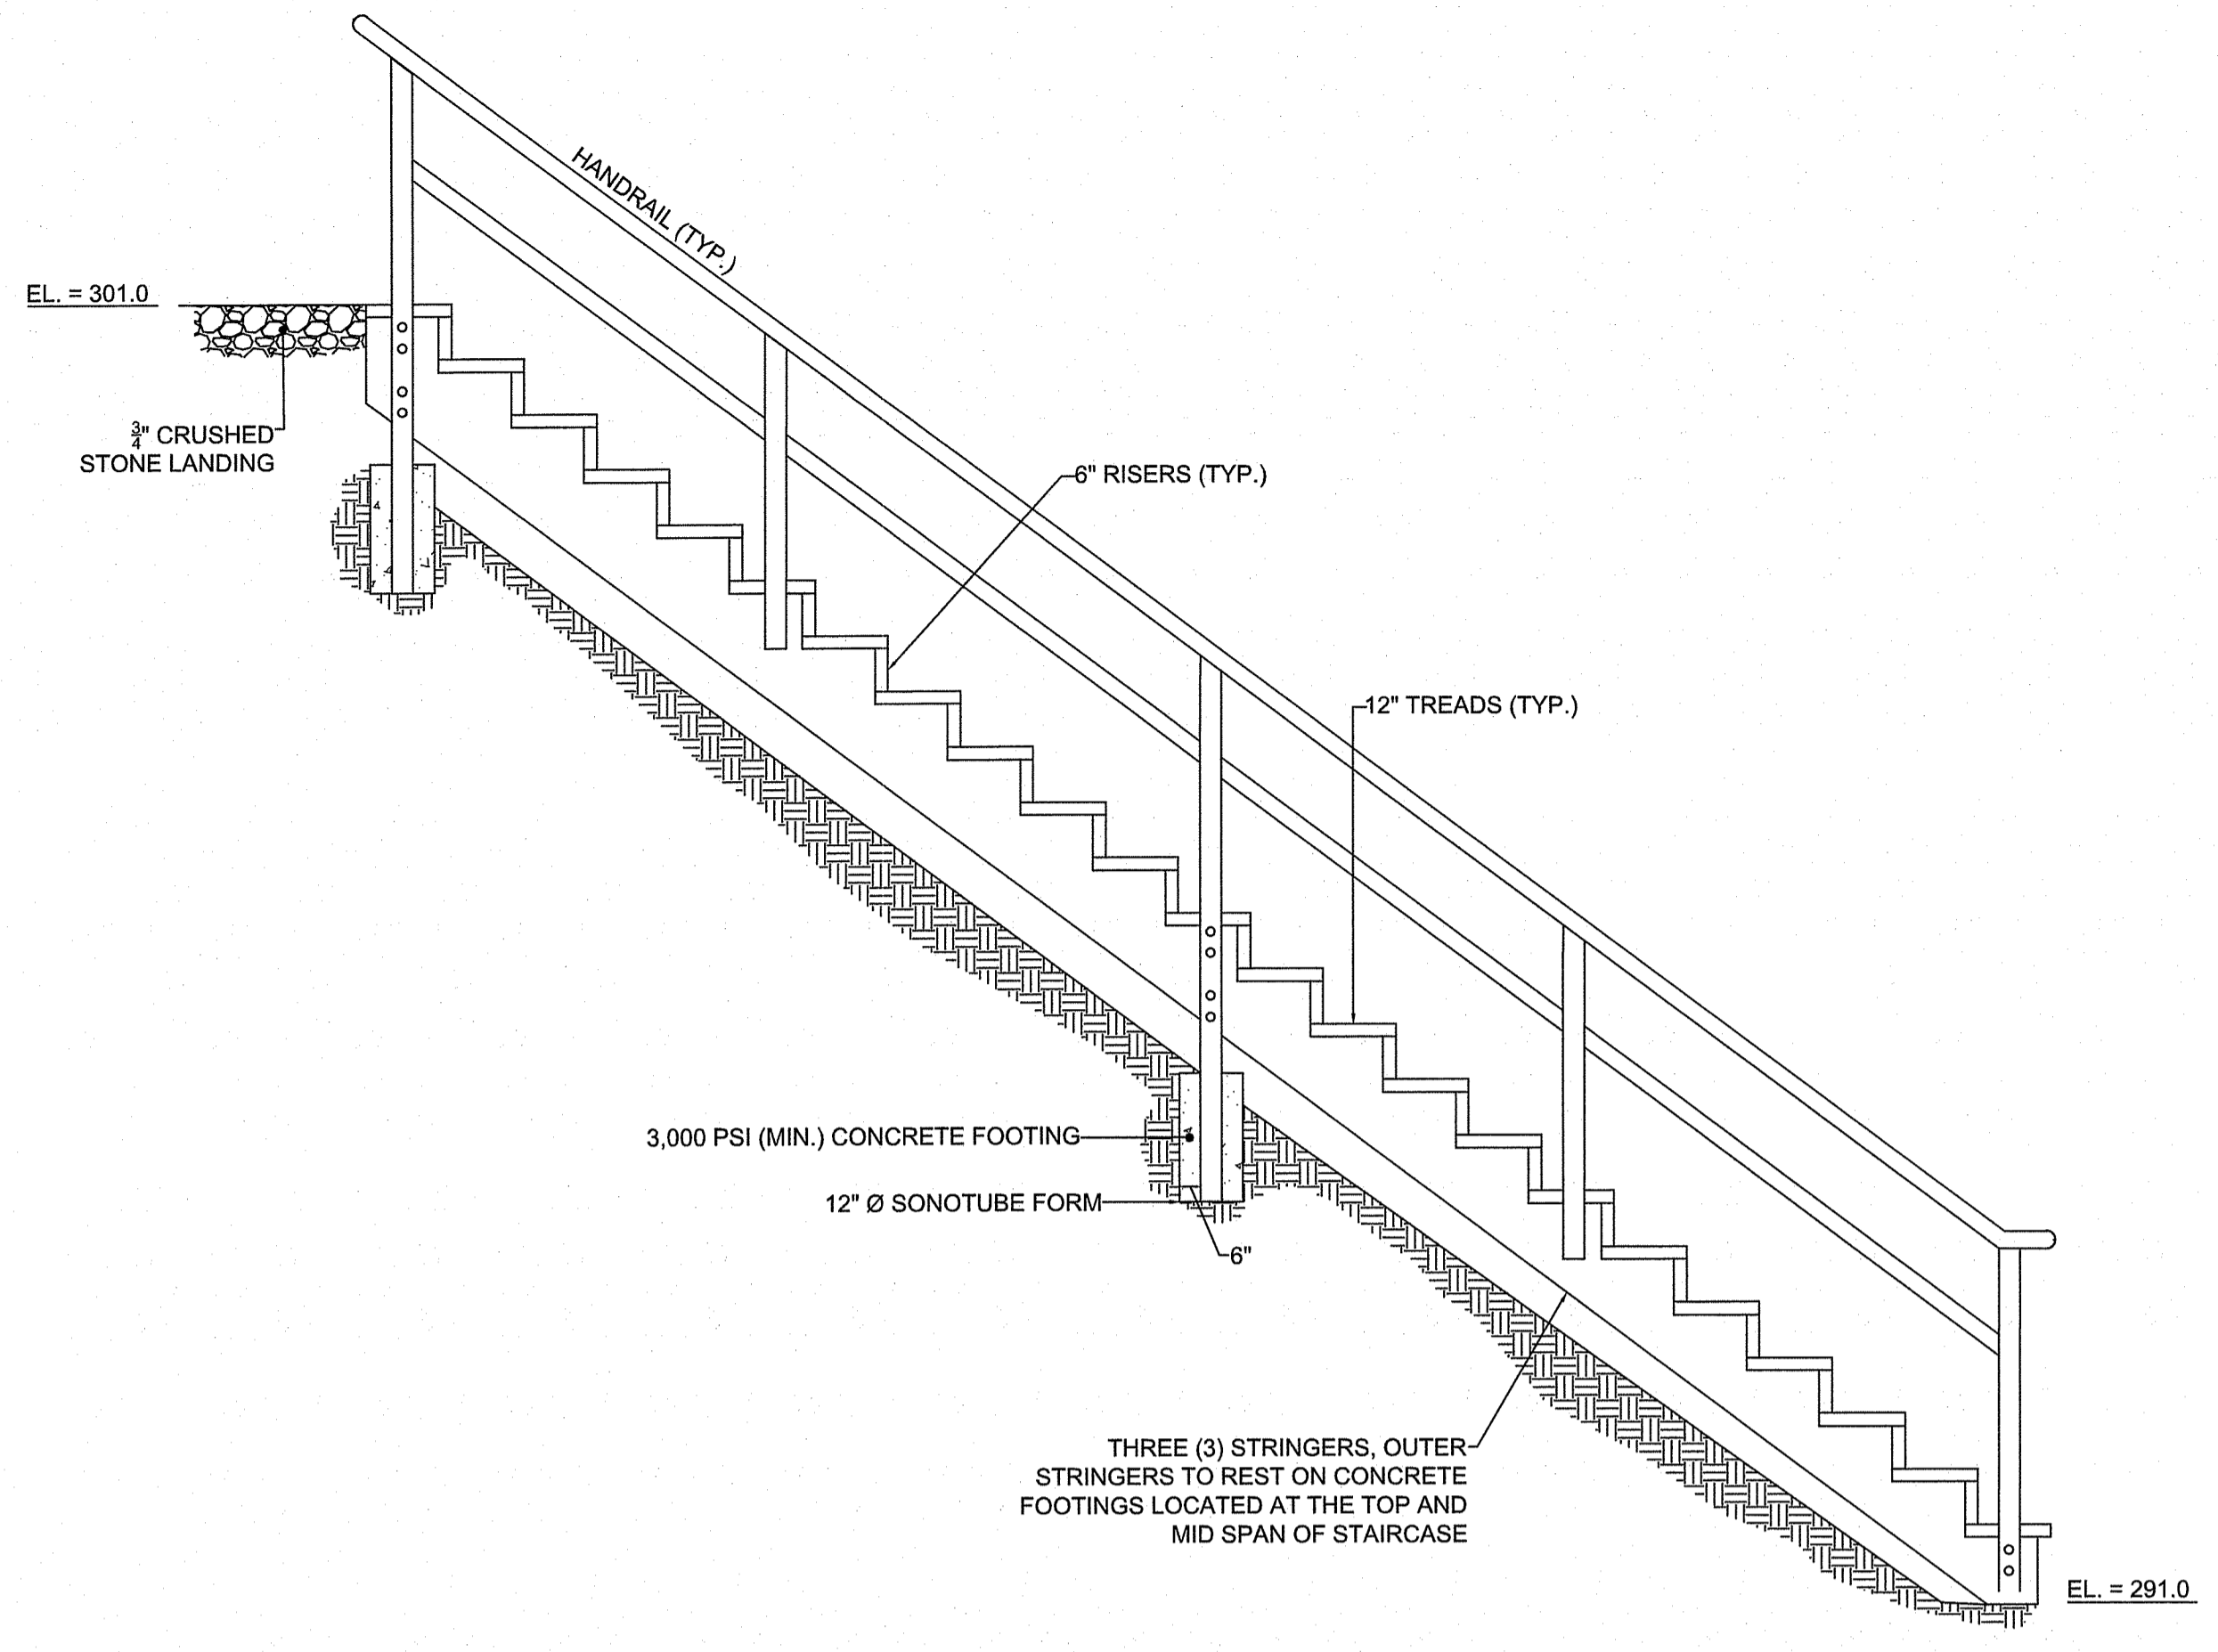 HANDRAIL (TYP.)
EL. = 301.0
3/4" CRUSHED
STONE LANDING
6" RISERS (TYP.)
12" TREADS (TYP.)
3,000 PSI (MIN.) CONCRETE FOOTING
12" Ø SONOTUBE FORM
6"
THREE (3) STRINGERS, OUTER
STRINGERS TO REST ON CONCRETE
FOOTINGS LOCATED AT THE TOP AND
MID SPAN OF STAIRCASE
EL. = 291.0